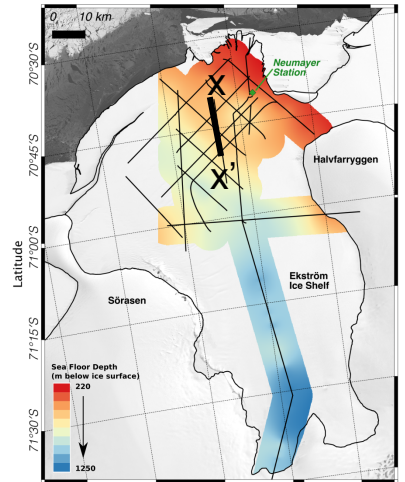 0 10 km
70°30'S
Neumayer
Station
X
70°45'S
Halvfarryggen
X'
71°00'S
Latitude
Ekström
Ice Shelf
Sörasen
71°15'S
Sea Floor Depth
(m below ice surface)
220
71°30'S
1250